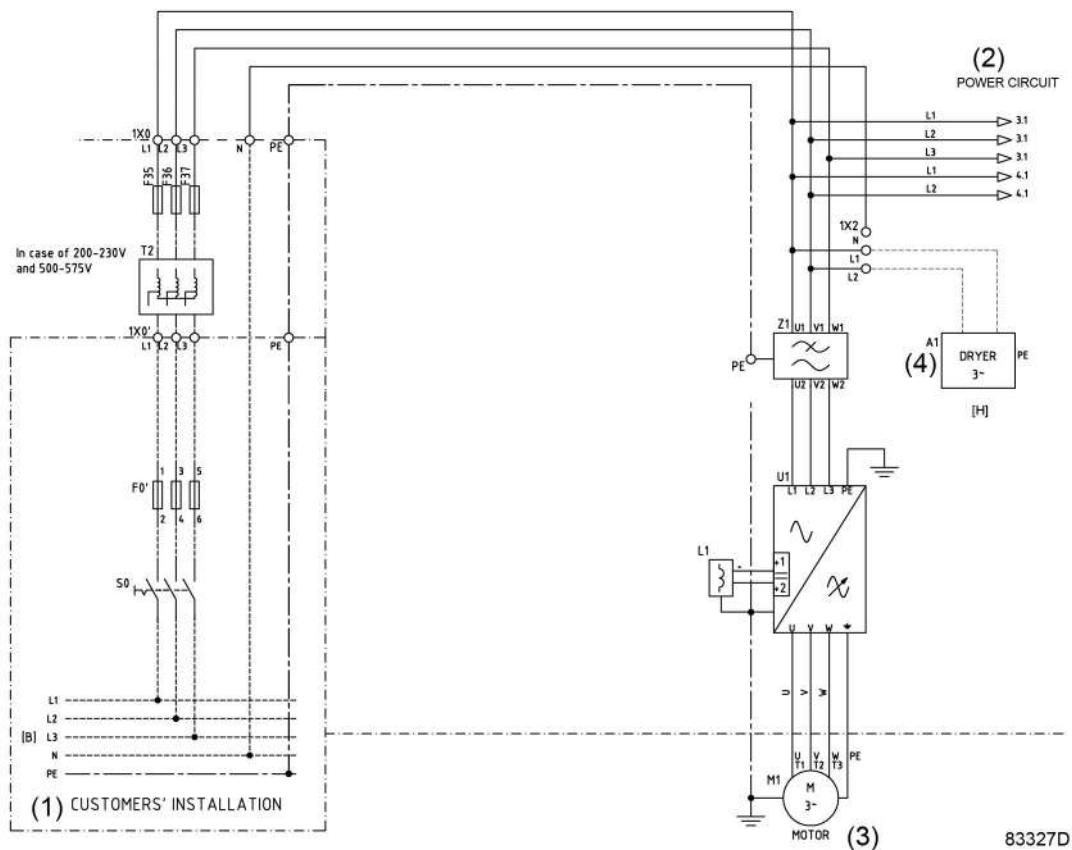 (2)
POWER CIRCUIT
L1 3.1
L2 3.1
L3 3.1
L1 4.1
L2 4.1
1X0
L1 L2 L3 N PE
F35 F36 F37
In case of 200-230V
and 500-575V
T2
1X0'
L1 L2 L3 PE
1X2
N
L1
L2
Z1 U1 V1 W1
PE
U2 V2 W2
A1
(4) DRYER PE
3~
[H]
1 3 5
F0'
2 4 6
S0
U1
L1 L2 L3 PE
L1
- +1
+2
U V W
U V W
L1
L2
[B] L3
N
PE
(1) CUSTOMERS' INSTALLATION
U V W PE
T1 T2 T3
M1
M
3~
MOTOR (3)
83327D